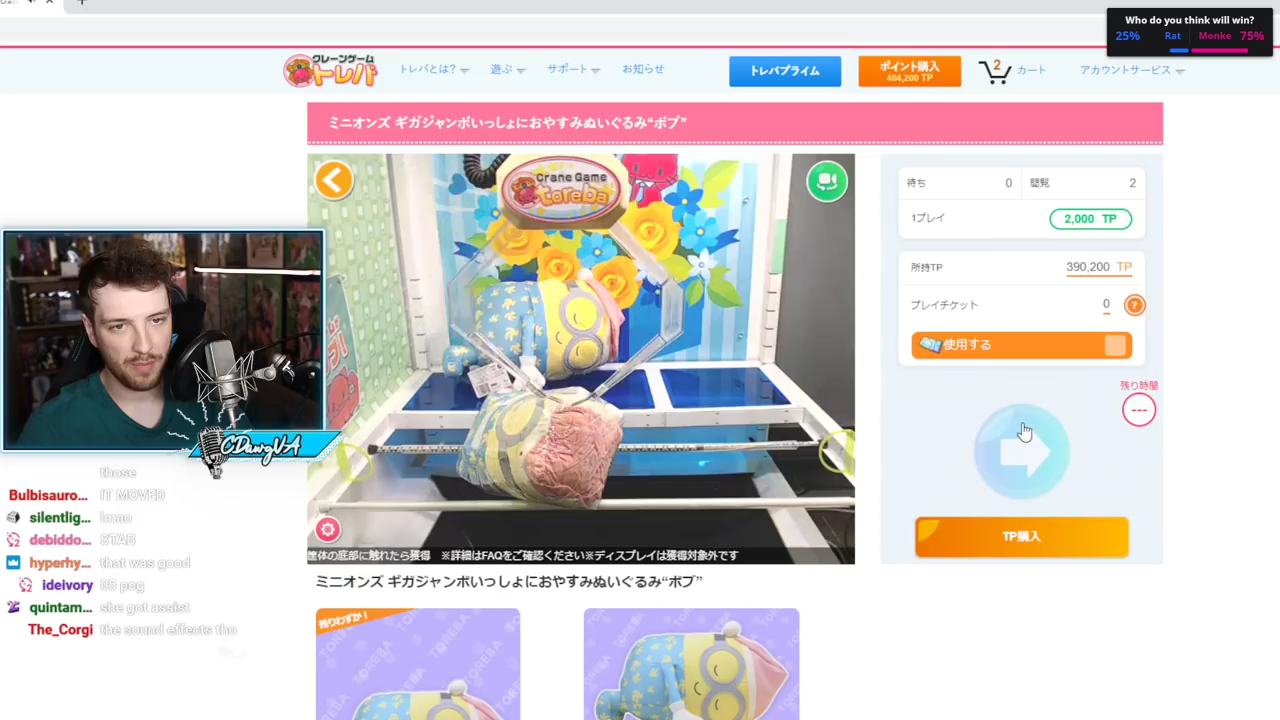 Who do you think will win?
25% Rat Monke 75%
クレーンゲーム
トレバ
トレバとは?
遊ぶ
サポート
お知らせ
トレバプライム
ポイント購入
404,200 TP
2
カート
アカウントサービス
ミニオンズ ギガジャンボいっしょにおやすみぬいぐるみ“ボブ”
Crane Game
toreba
待ち 0
閲覧 2
1プレイ 2,000 TP
所持TP 390,200 TP
プレイチケット 0 ?
使用する
残り時間
---
TP購入
筐体の底部に触れたら獲得 ※詳細はFAQをご確認ください※ディスプレイは獲得対象外です
ミニオンズ ギガジャンボいっしょにおやすみぬいぐるみ“ボブ”
残りわずか!
TOREBA
TOREBA
CDawgVA
those
Bulbisauro... IT MOVED
silentlig... lmao
debiddo... STAB
hyperhy... that was good
ideivory 05 pog
quintam... she got assist
The_Corgi the sound effects tho